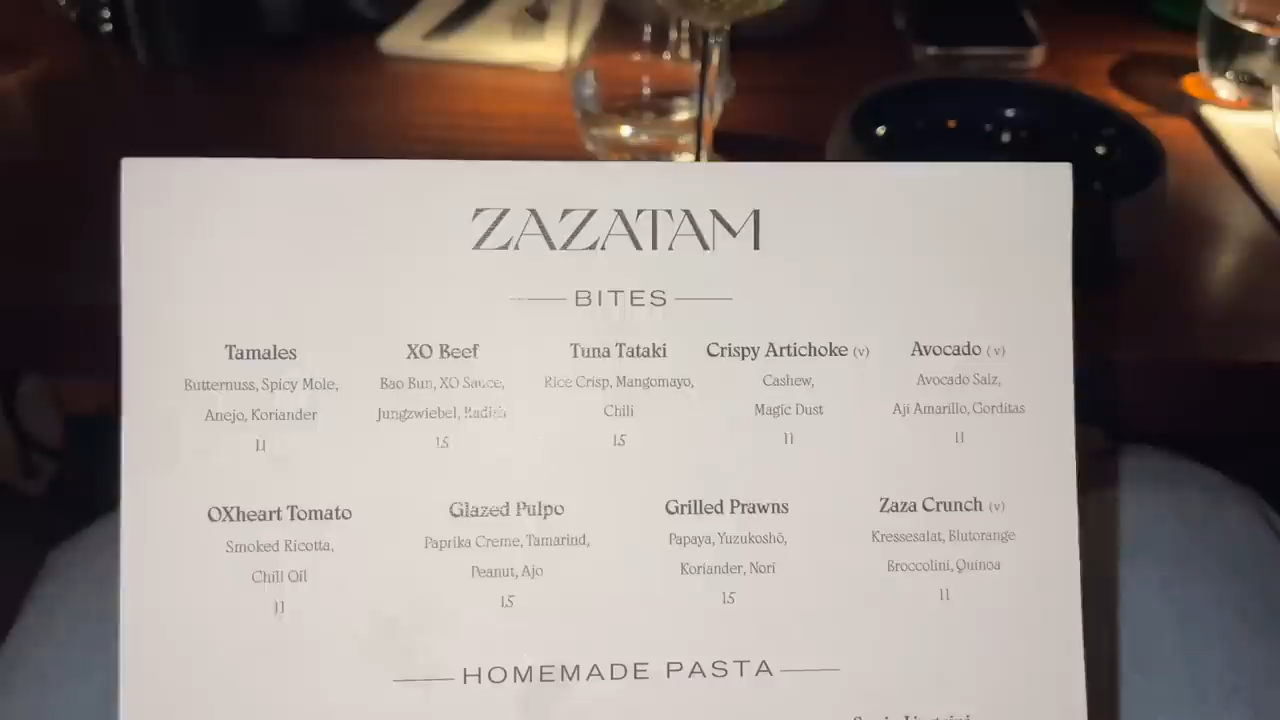 ZAZATAM
BITES
Tamales
Butternuss, Spicy Mole,
Anejo, Koriander
11
XO Beef
Bao Bun, XO Sauce,
Jungzwiebel, Radish
15
Tuna Tataki
Rice Crisp, Mangomayo,
Chili
15
Crispy Artichoke (v)
Cashew,
Magic Dust
11
Avocado (v)
Avocado Salz,
Aji Amarillo, Gorditas
11
OXheart Tomato
Smoked Ricotta,
Chili Oil
11
Glazed Pulpo
Paprika Creme, Tamarind,
Peanut, Ajo
15
Grilled Prawns
Papaya, Yuzukoshō,
Koriander, Nori
15
Zaza Crunch (v)
Kressesalat, Blutorange
Broccolini, Quinoa
11
HOMEMADE PASTA